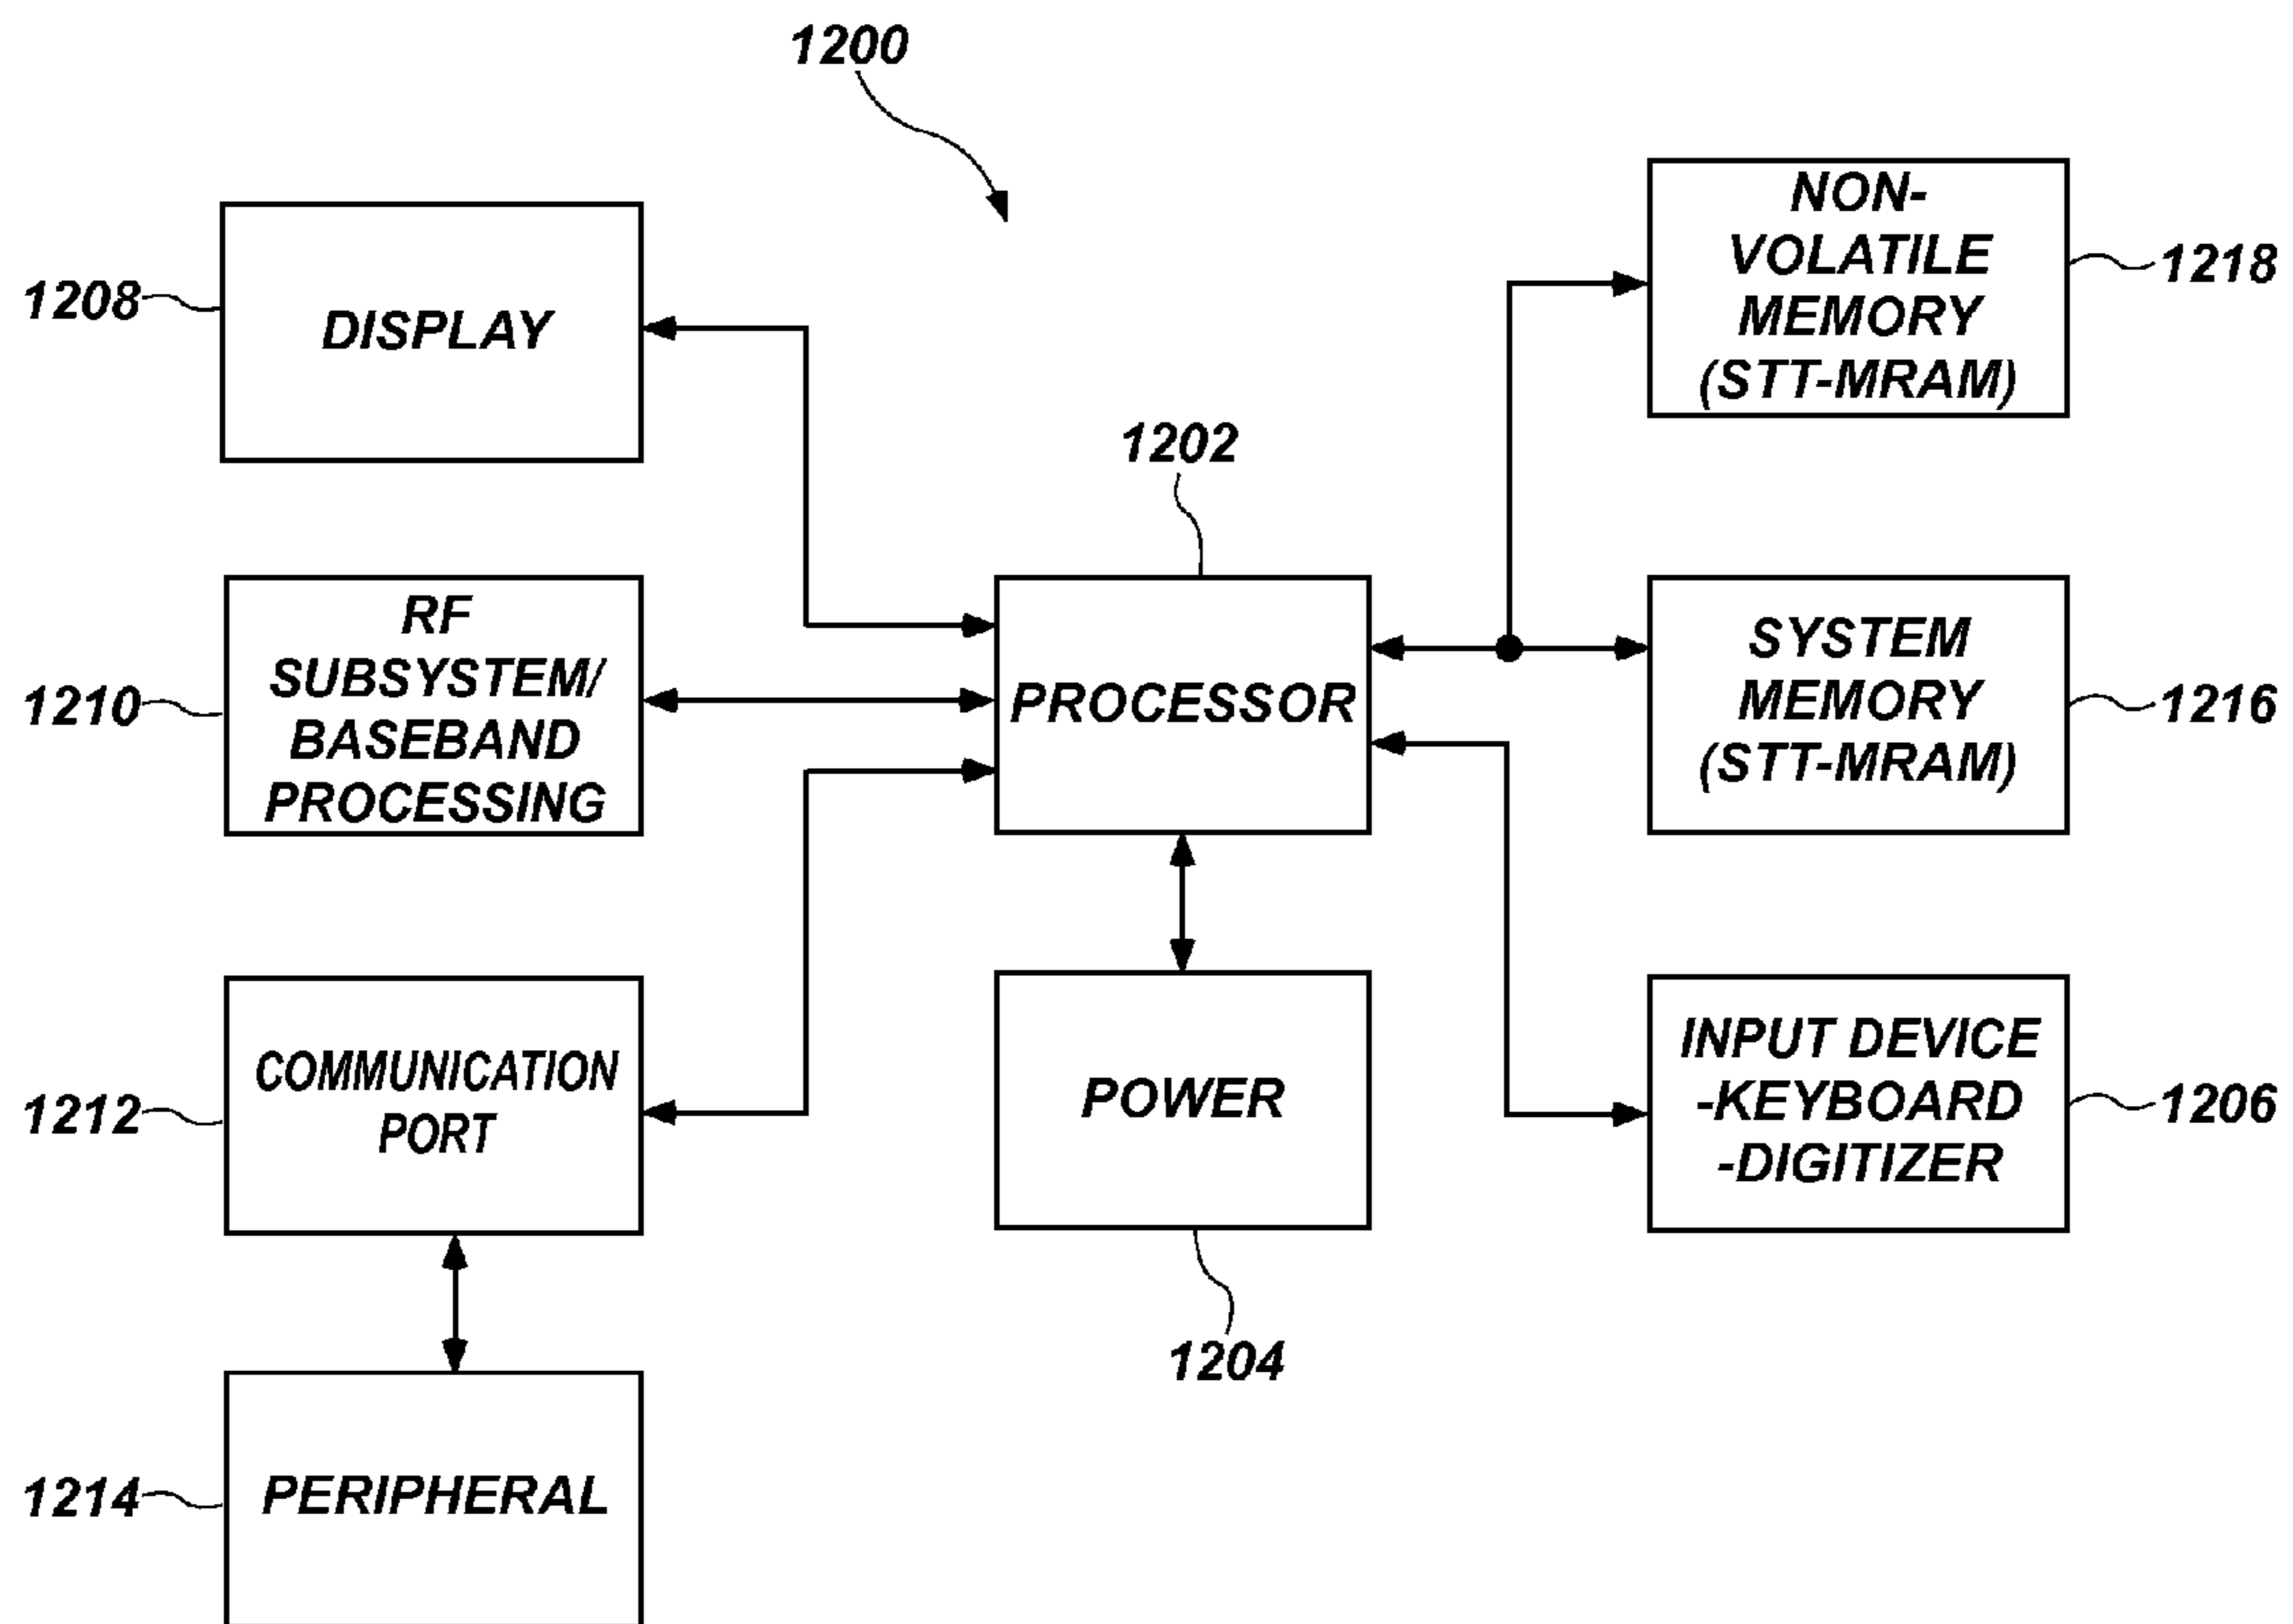 1200
1208
DISPLAY
NON-
VOLATILE
MEMORY
(STT-MRAM)
1218
1202
1210
RF
SUBSYSTEM/
BASEBAND
PROCESSING
PROCESSOR
SYSTEM
MEMORY
(STT-MRAM)
1216
1212
COMMUNICATION
PORT
POWER
1204
INPUT DEVICE
-KEYBOARD
-DIGITIZER
1206
1214
PERIPHERAL